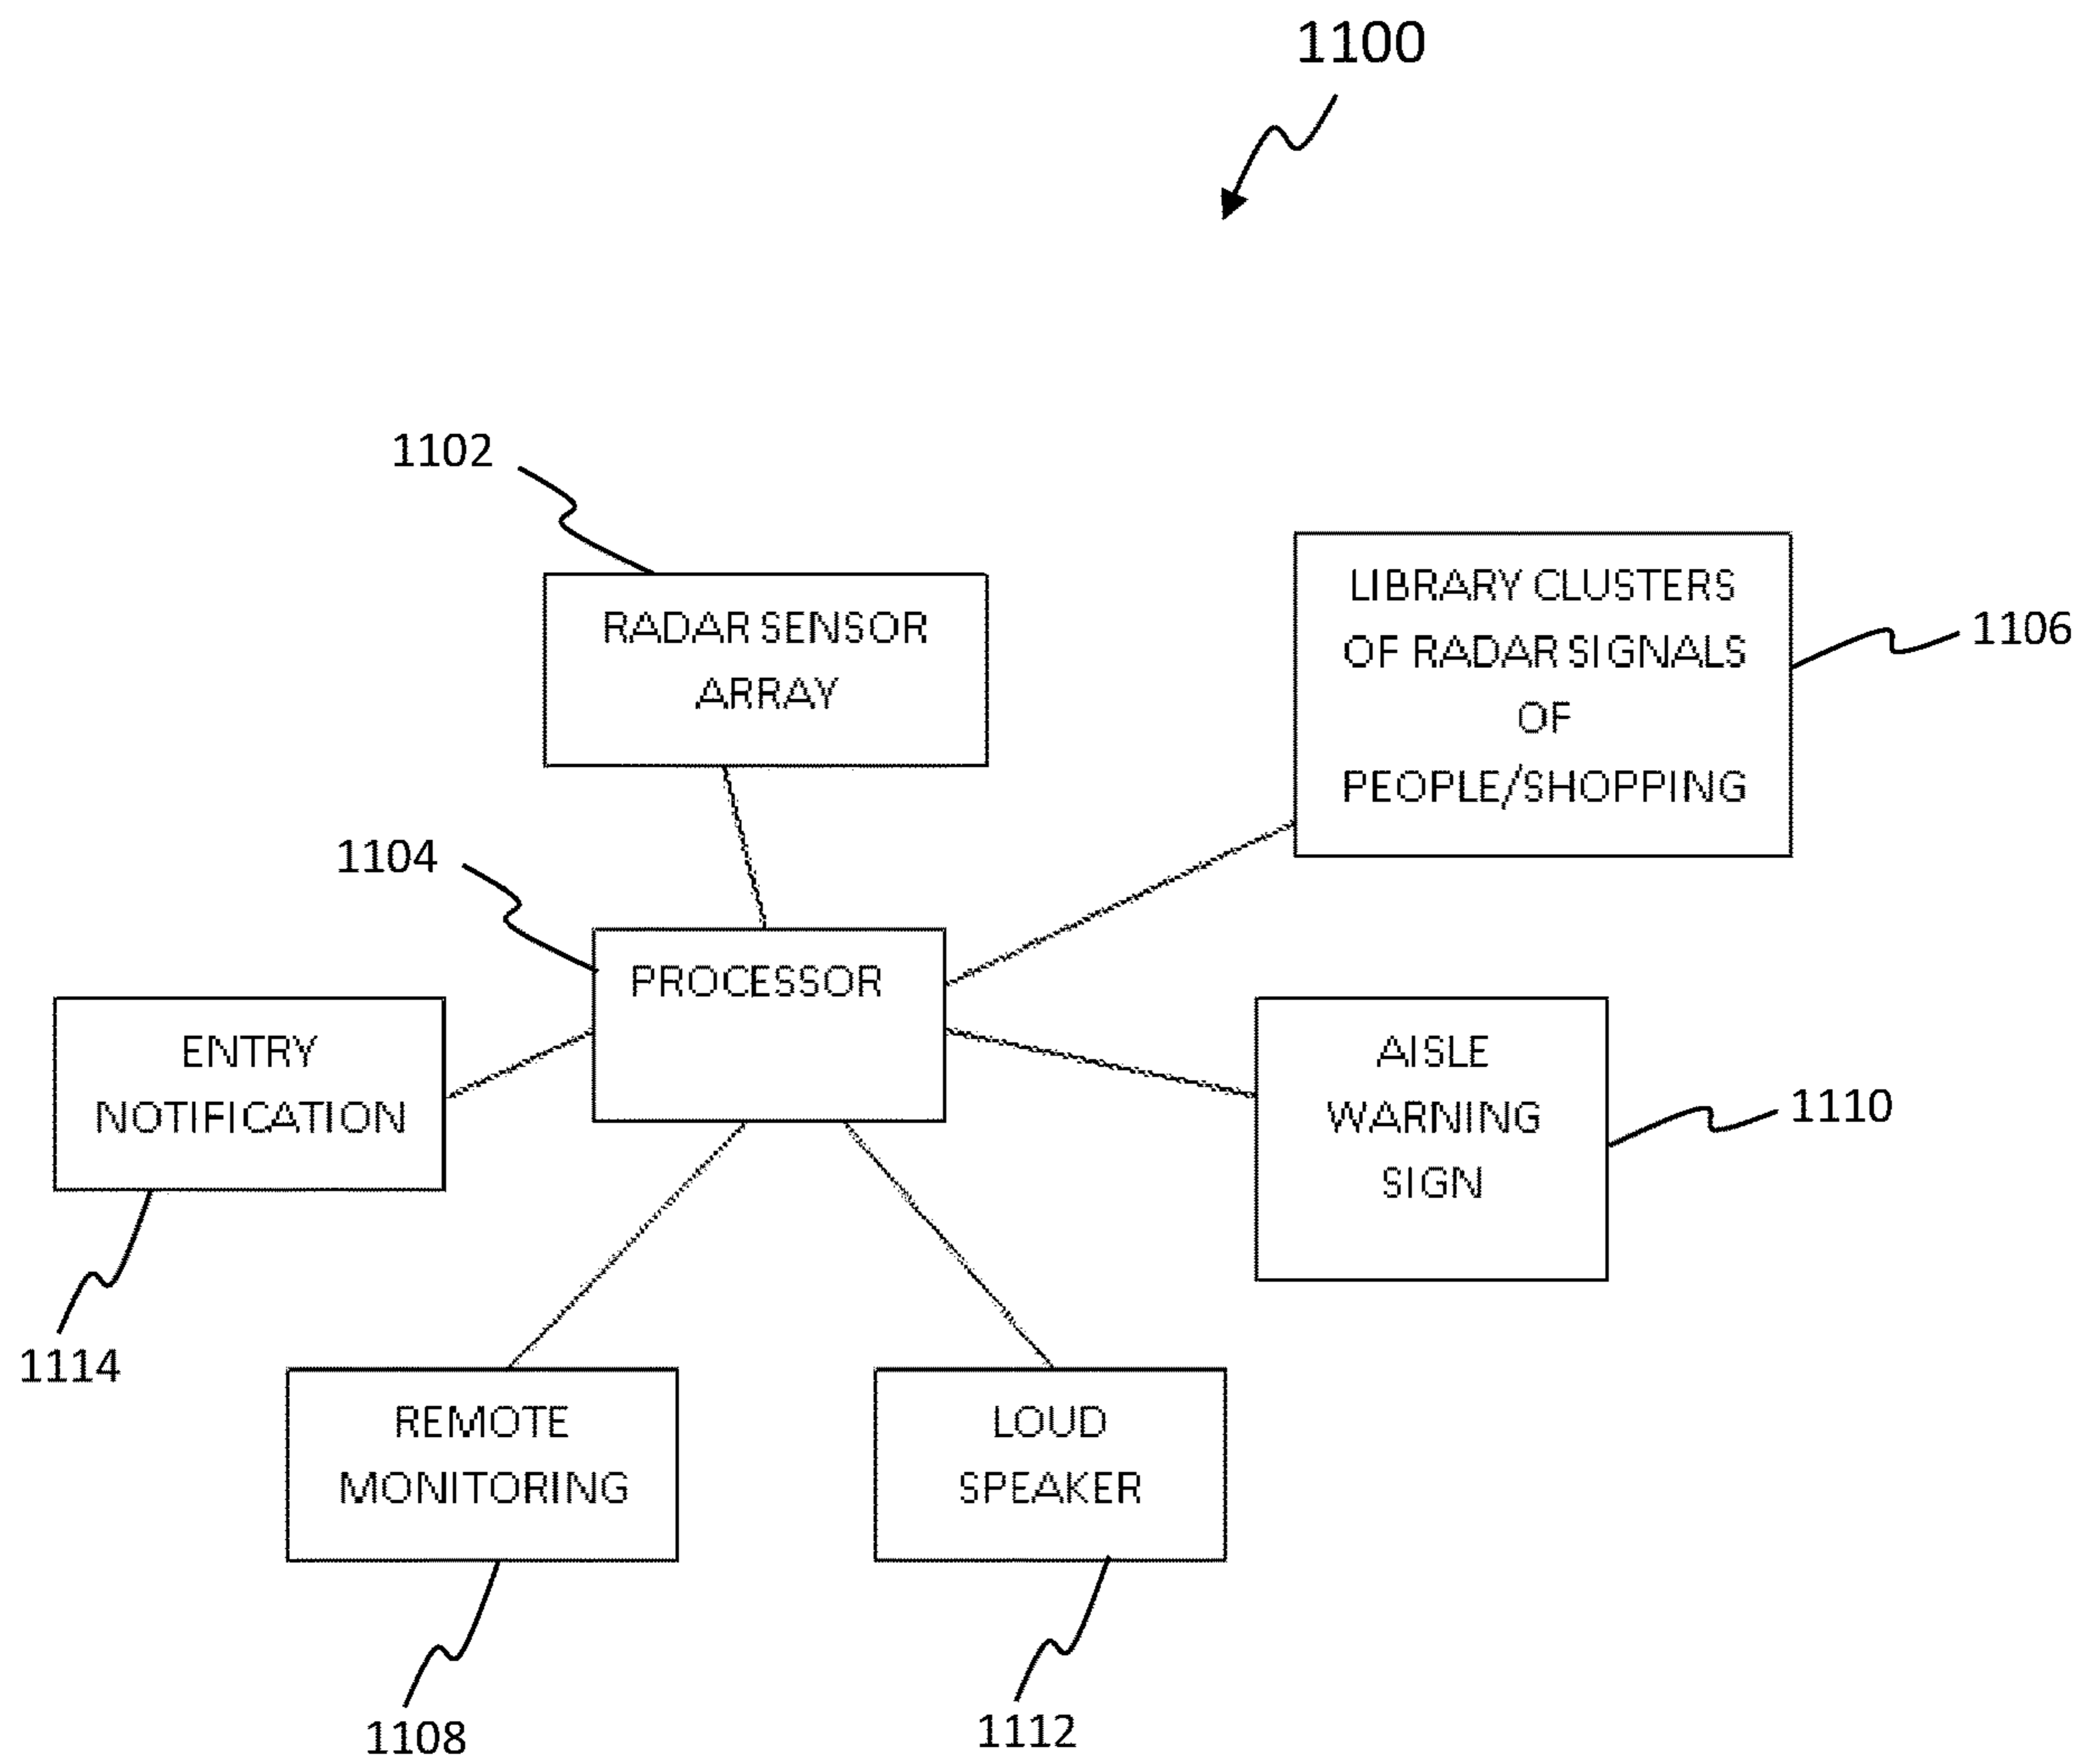 1100
1102
RADAR SENSOR
ARRAY
LIBRARY CLUSTERS
OF RADAR SIGNALS
OF
PEOPLE/SHOPPING
1106
1104
PROCESSOR
ENTRY
NOTIFICATION
AISLE
WARNING
SIGN
1110
1114
REMOTE
MONITORING
LOUD
SPEAKER
1108
1112